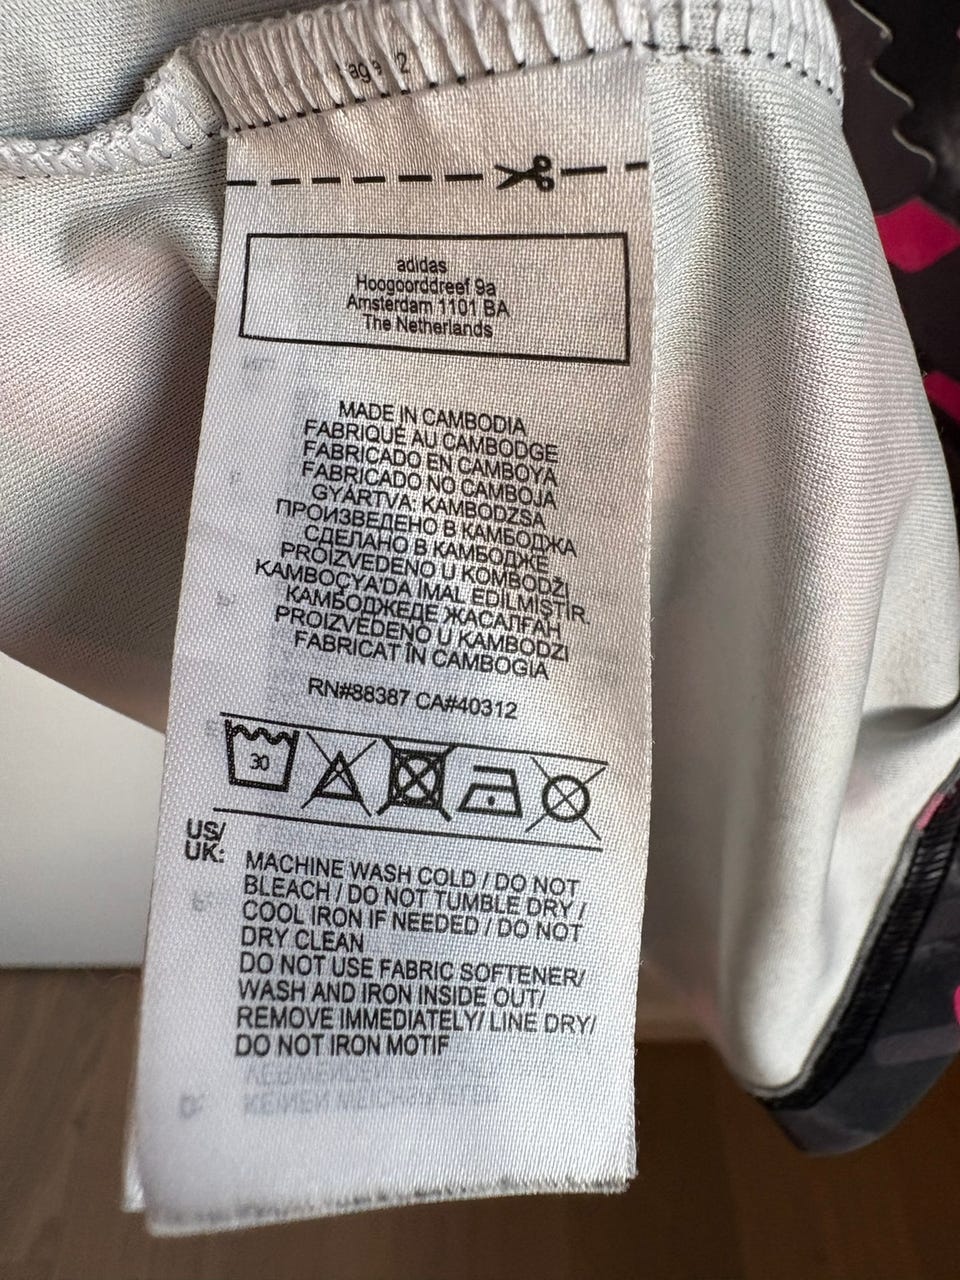 adidas
Hoogoorddreef 9a
Amsterdam 1101 BA
The Netherlands
MADE IN CAMBODIA
FABRIQUÉ AU CAMBODGE
FABRICADO EN CAMBOYA
FABRICADO NO CAMBOJA
GYÁRTVA: KAMBODZSA
ПРОИЗВЕДЕНО В КАМБОДЖА
СДЕЛАНО В КАМБОДЖЕ
PROIZVEDENO U KOMBODŽI
KAMBOÇYA'DA İMAL EDİLMİŞTİR.
КАМБОДЖЕДЕ ЖАСАЛҒАН
PROIZVEDENO U KAMBODZI
FABRICAT ÎN CAMBOGIA
RN#88387 CA#40312
30
US/
UK:
MACHINE WASH COLD / DO NOT
BLEACH / DO NOT TUMBLE DRY /
COOL IRON IF NEEDED / DO NOT
DRY CLEAN
DO NOT USE FABRIC SOFTENER/
WASH AND IRON INSIDE OUT/
REMOVE IMMEDIATELY/ LINE DRY/
DO NOT IRON MOTIF